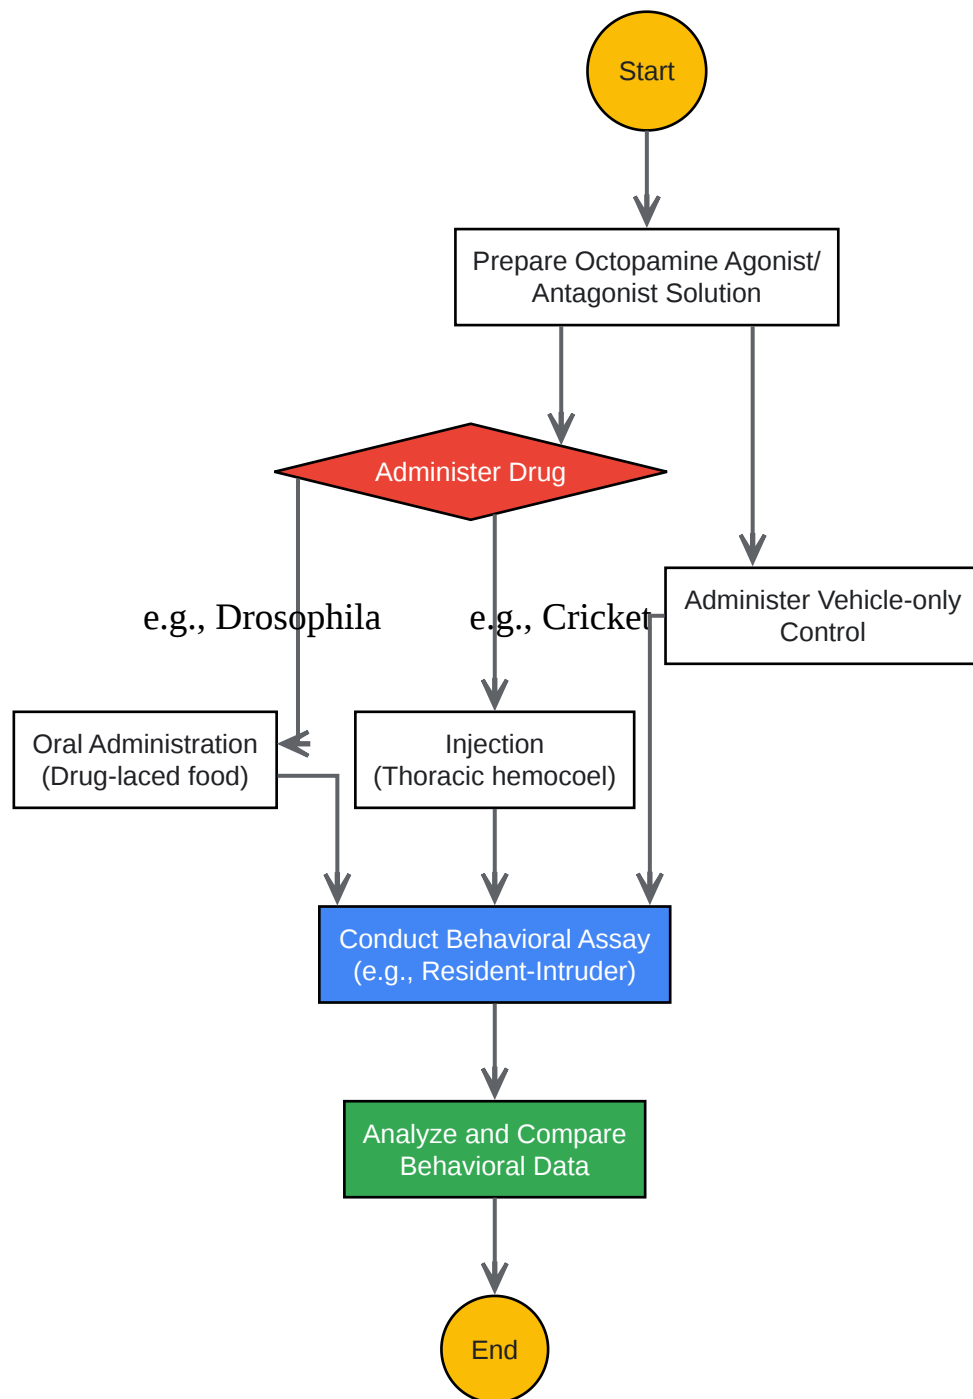 Start
Prepare Octopamine Agonist/
Antagonist Solution
Administer Drug
e.g., Drosophila
e.g., Cricket
Administer Vehicle-only
Control
Oral Administration
(Drug-laced food)
Injection
(Thoracic hemocoel)
Conduct Behavioral Assay
(e.g., Resident-Intruder)
Analyze and Compare
Behavioral Data
End